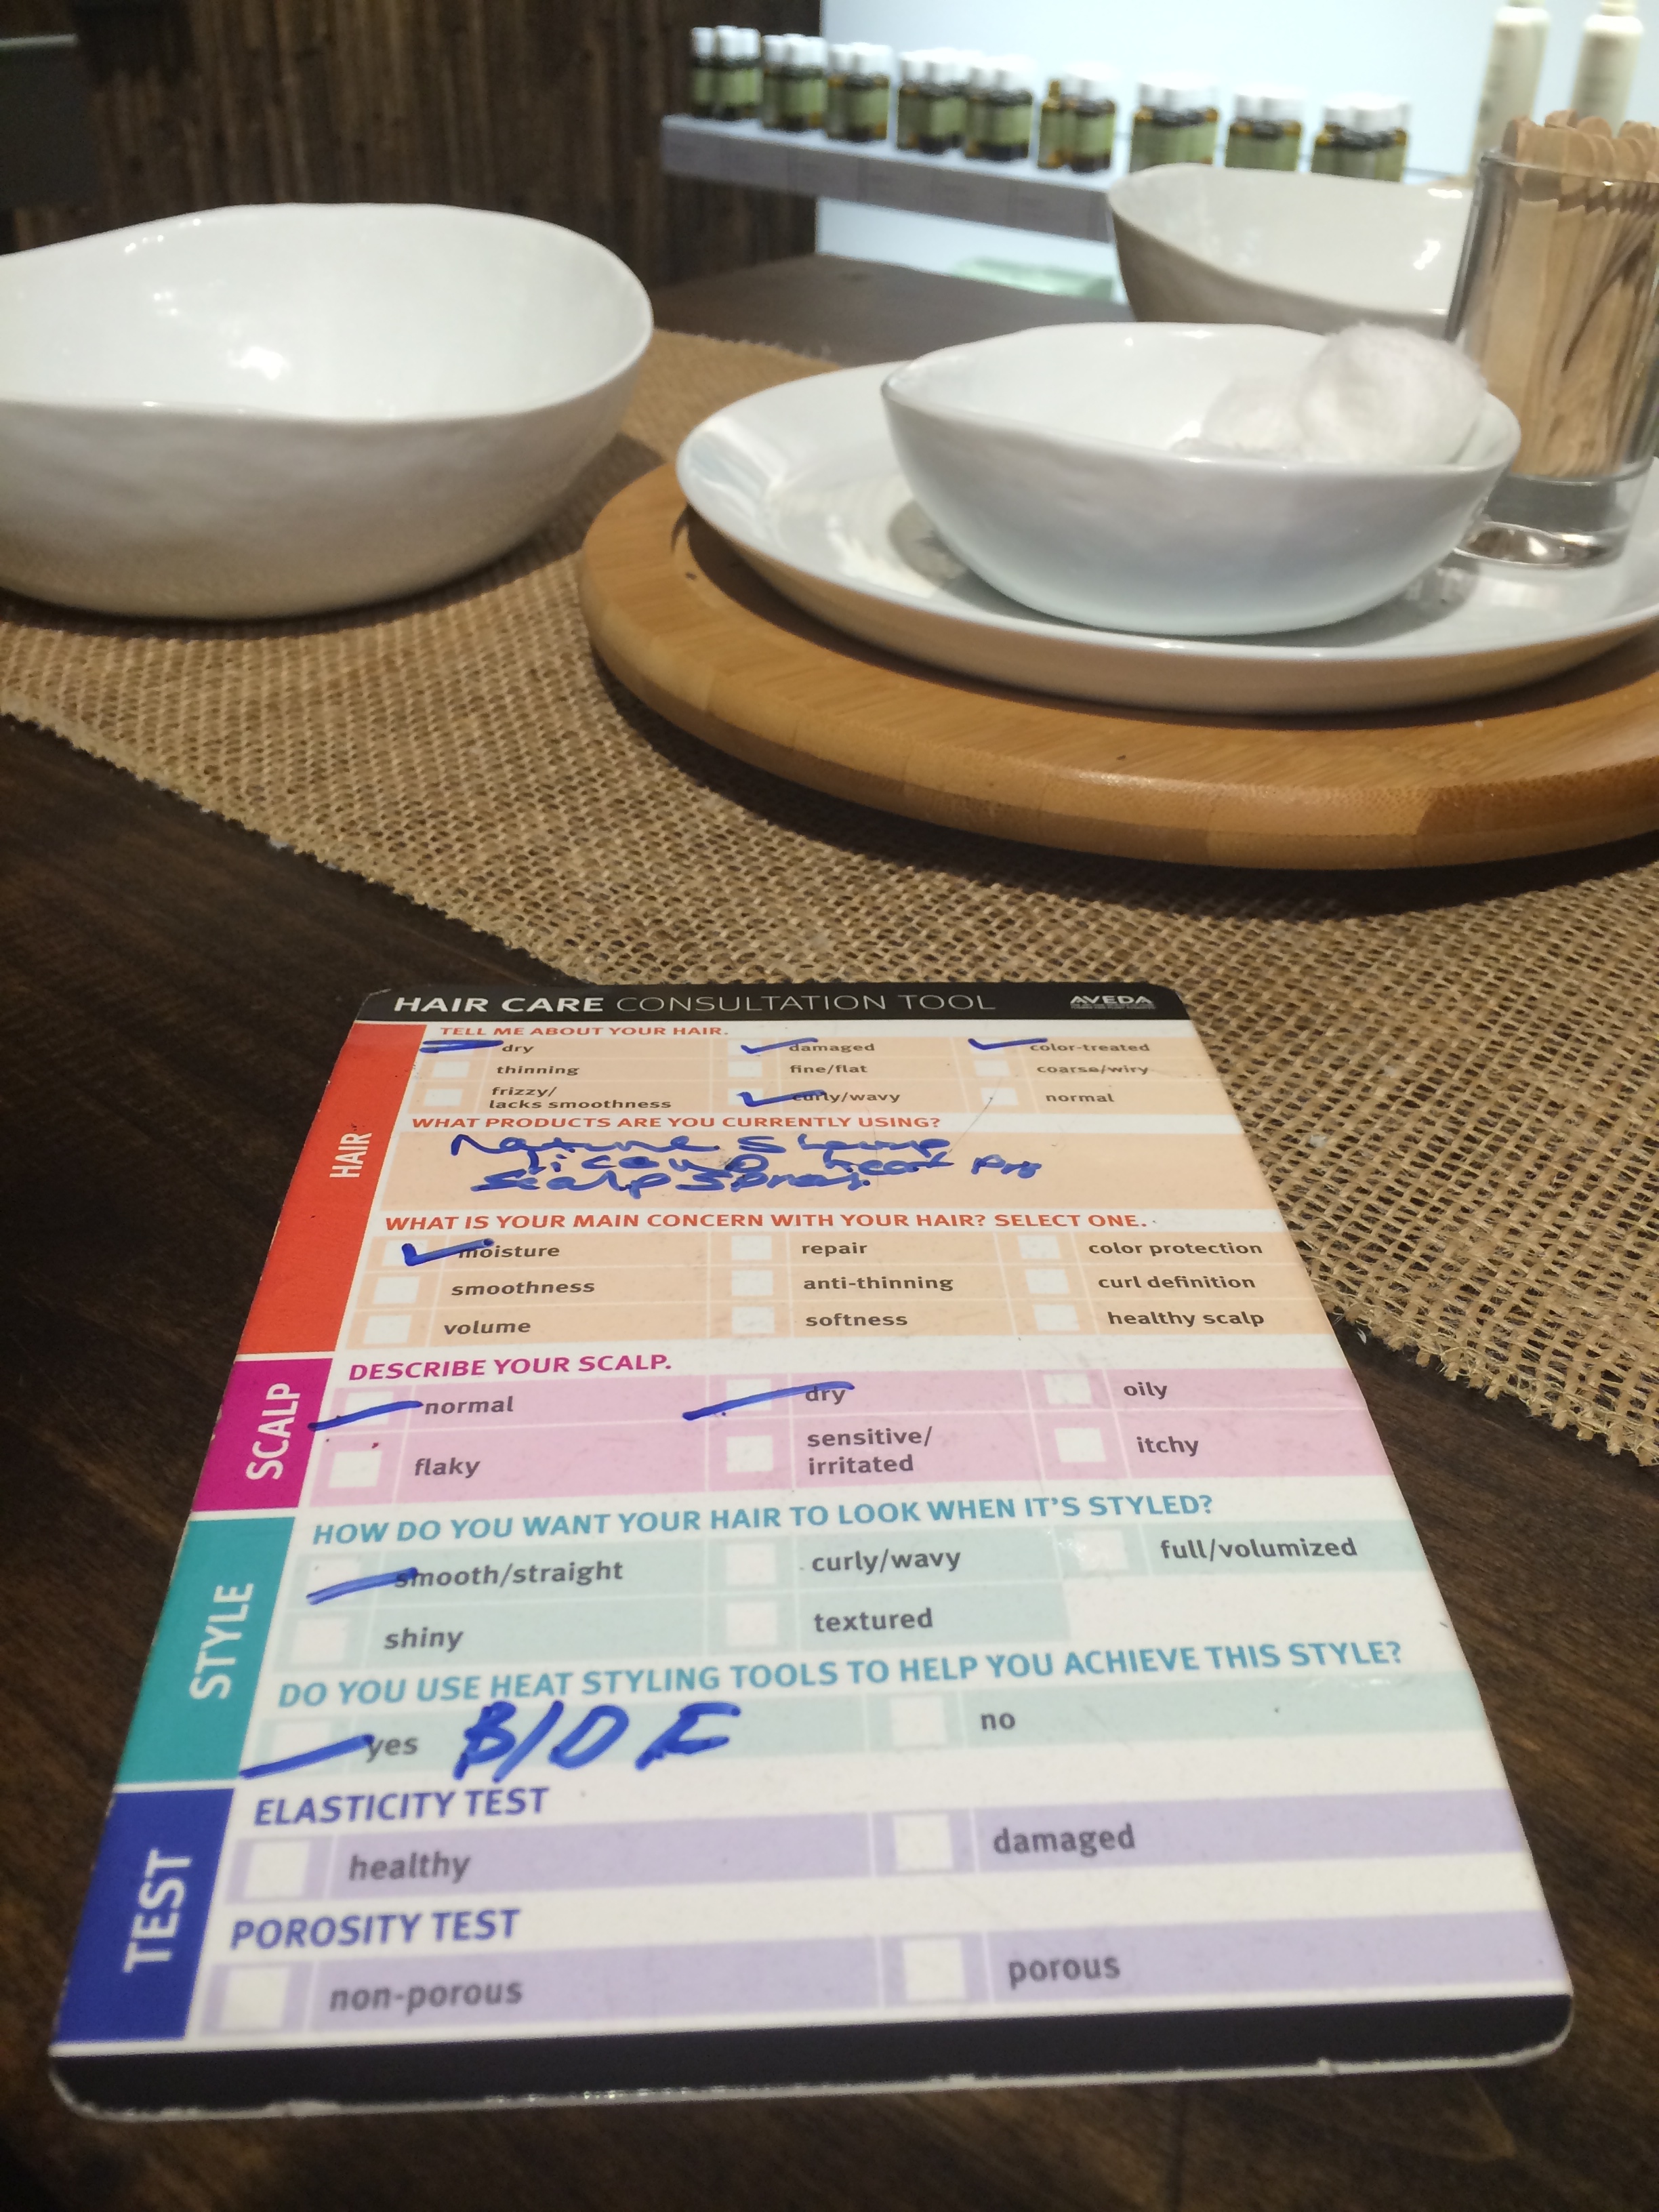 HAIR CARE CONSULTATION TOOL AVEDA
HAIR
TELL ME ABOUT YOUR HAIR.
dry damaged color-treated
thinning fine/flat coarse/wiry
frizzy/
lacks smoothness curly/wavy normal
WHAT PRODUCTS ARE YOU CURRENTLY USING?
Scalp
WHAT IS YOUR MAIN CONCERN WITH YOUR HAIR? SELECT ONE.
moisture repair color protection
smoothness anti-thinning curl definition
volume softness healthy scalp
SCALP
DESCRIBE YOUR SCALP.
normal dry oily
flaky sensitive/
irritated itchy
STYLE
HOW DO YOU WANT YOUR HAIR TO LOOK WHEN IT'S STYLED?
smooth/straight curly/wavy full/volumized
shiny textured
DO YOU USE HEAT STYLING TOOLS TO HELP YOU ACHIEVE THIS STYLE?
yes B/D no
TEST
ELASTICITY TEST
healthy damaged
POROSITY TEST
non-porous porous